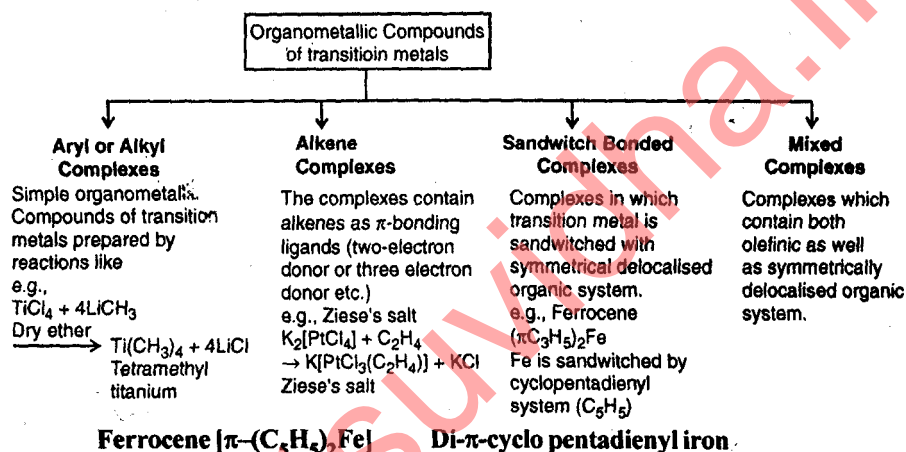 Organometallic Compounds
of transitioin metals
Aryl or Alkyl
Complexes
Simple organometallic
Compounds of transition
metals prepared by
reactions like
e.g.,
TiCl₄ + 4LiCH₃
Dry ether
→ Ti(CH₃)₄ + 4LiCl
Tetramethyl
titanium
Alkene
Complexes
The complexes contain
alkenes as π-bonding
ligands (two-electron
donor or three electron
donor etc.)
e.g., Ziese's salt
K₂[PtCl₄] + C₂H₄
→ K[PtCl₃(C₂H₄)] + KCl
Ziese's salt
Sandwitch Bonded
Complexes
Complexes in which
transition metal is
sandwitched with
symmetrical delocalised
organic system.
e.g., Ferrocene
(πC₃H₅)₂Fe
Fe is sandwitched by
cyclopentadienyl
system (C₅H₅)
Mixed
Complexes
Complexes which
contain both
olefinic as well
as symmetrically
delocalised organic
system.
Ferrocene [π–(C₅H₅)₂Fe] Di-π-cyclo pentadienyl iron
suvidha.i